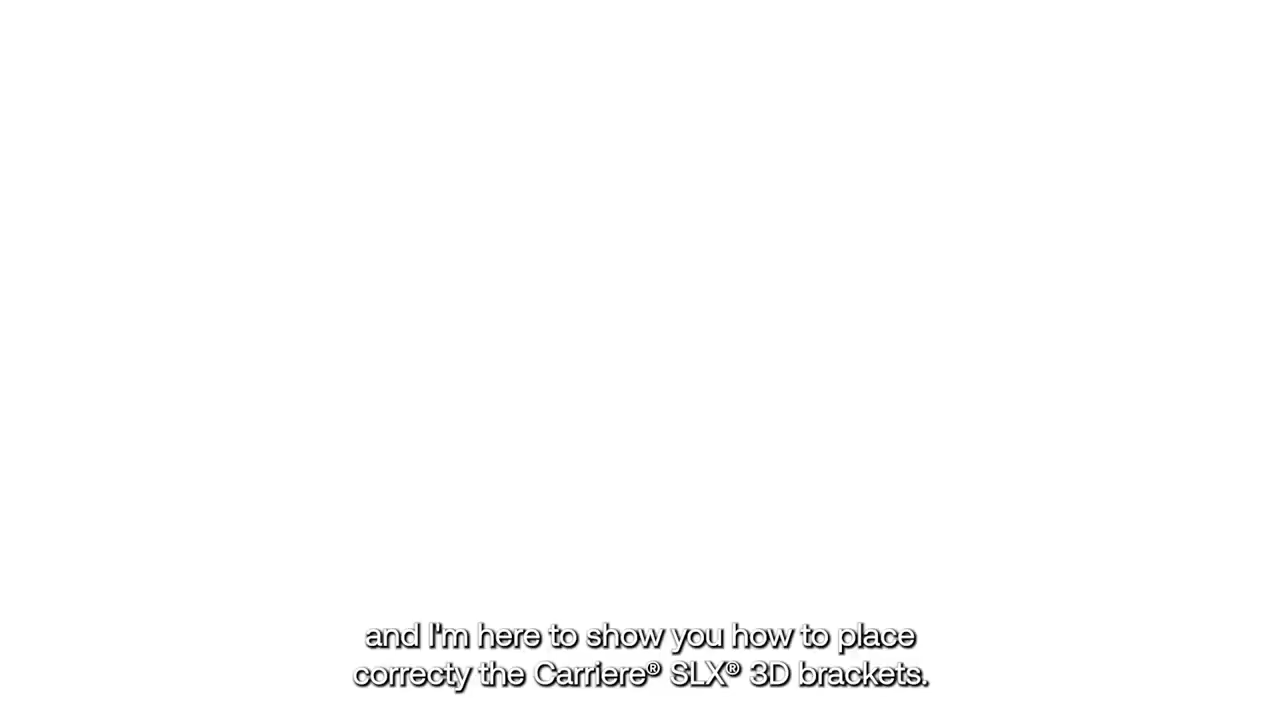 and I'm here to show you how to place
correcty the Carriere® SLX® 3D brackets.